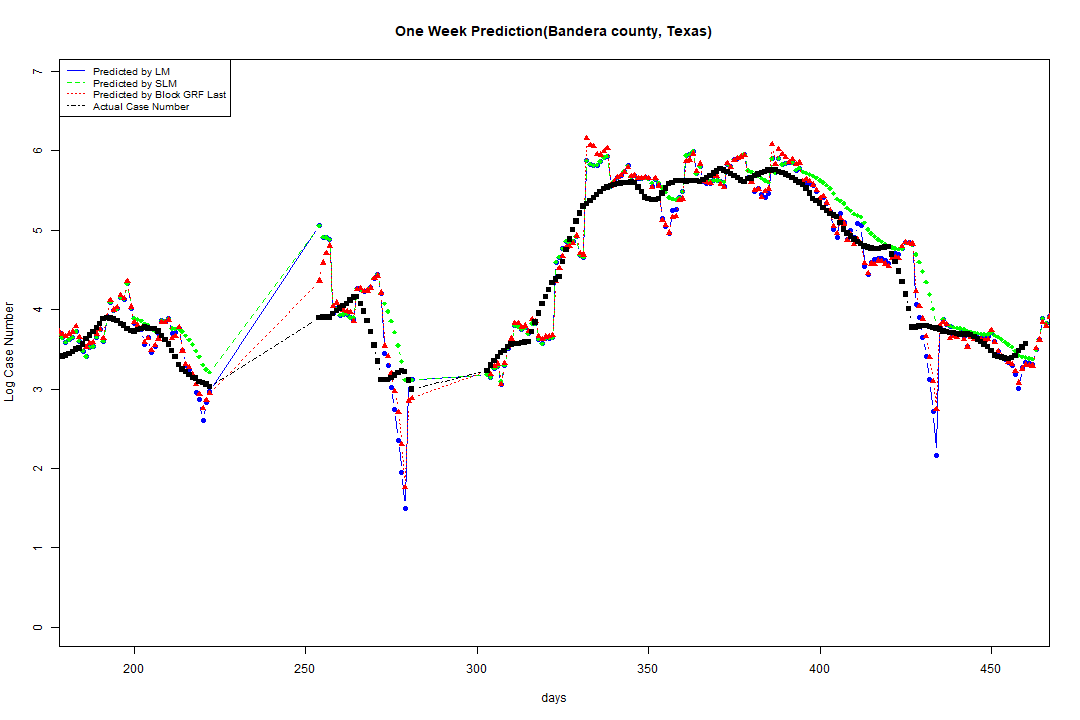 One Week Prediction(Bandera county, Texas)
Predicted by LM
Predicted by SLM
Predicted by Block GRF Last
Actual Case Number
7
6
5
4
3
2
1
0
Log Case Number
200 250 300 350 400 450
days